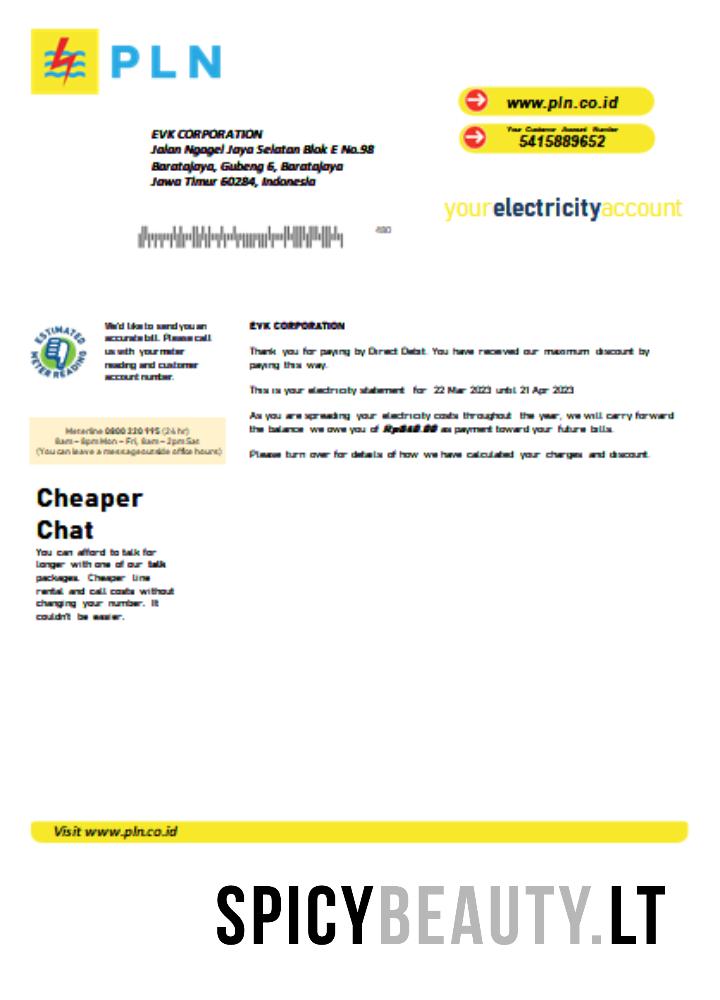 PLN
www.pln.co.id
Your Customer Account Number
5415889652
EVK CORPORATION
Jalan Ngagel Jaya Selatan Blok E No.98
Baratajaya, Gubeng 6, Baratajaya
Jawa Timur 60284, Indonesia
yourelectricityaccount
ESTIMATED
METER READING
We'd like to send you an
accurate bill. Please call
us with your meter
reading and customer
account number.
Meterline 0800 220 995 (24 hr)
8am – 8pm Mon – Fri, 8am – 2pm Sat
(You can leave a message outside office hours)
Cheaper
Chat
You can afford to talk for
longer with one of our talk
packages. Cheaper line
rental and call costs without
changing your number. It
couldn't be easier.
EVK CORPORATION
Thank you for paying by Direct Debit. You have received our maximum discount by
paying this way.
This is your electricity statement for 22 Mar 2023 until 21 Apr 2023
As you are spreading your electricity costs throughout the year, we will carry forward
the balance we owe you of as payment toward your future bills.
Please turn over for details of how we have calculated your charges and discount.
Visit www.pln.co.id
SPICYBEAUTY.LT